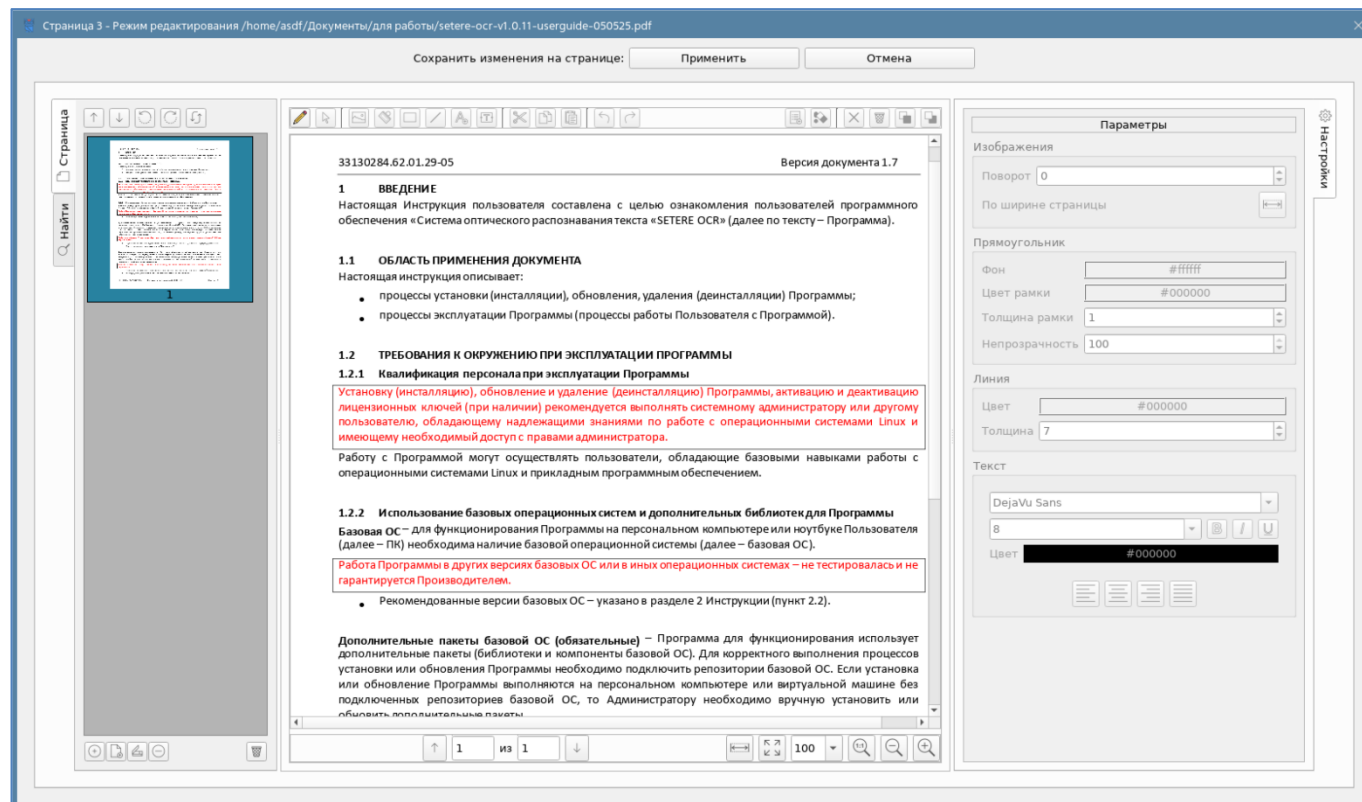 Страница 3 - Режим редактирования /home/asdf/Документы/для работы/setere-ocr-v1.0.11-userguide-050525.pdf
Сохранить изменения на странице:
Применить
Отмена
Страница
Найти
1
33130284.62.01.29-05 Версия документа 1.7
1 ВВЕДЕНИЕ
Настоящая Инструкция пользователя составлена с целью ознакомления пользователей программного
обеспечения «Система оптического распознавания текста «SETERE OCR» (далее по тексту – Программа).
1.1 ОБЛАСТЬ ПРИМЕНЕНИЯ ДОКУМЕНТА
Настоящая инструкция описывает:
• процессы установки (инсталляции), обновления, удаления (деинсталляции) Программы;
• процессы эксплуатации Программы (процессы работы Пользователя с Программой).
1.2 ТРЕБОВАНИЯ К ОКРУЖЕНИЮ ПРИ ЭКСПЛУАТАЦИИ ПРОГРАММЫ
1.2.1 Квалификация персонала при эксплуатации Программы
Установку (инсталляцию), обновление и удаление (деинсталляцию) Программы, активацию и деактивацию
лицензионных ключей (при наличии) рекомендуется выполнять системному администратору или другому
пользователю, обладающему надлежащими знаниями по работе с операционными системами Linux и
имеющему необходимый доступ с правами администратора.
Работу с Программой могут осуществлять пользователи, обладающие базовыми навыками работы с
операционными системами Linux и прикладным программным обеспечением.
1.2.2 Использование базовых операционных систем и дополнительных библиотек для Программы
Базовая ОС – для функционирования Программы на персональном компьютере или ноутбуке Пользователя
(далее – ПК) необходима наличие базовой операционной системы (далее – базовая ОС).
Работа Программы в других версиях базовых ОС или в иных операционных системах – не тестировалась и не
гарантируется Производителем.
• Рекомендованные версии базовых ОС – указано в разделе 2 Инструкции (пункт 2.2).
Дополнительные пакеты базовой ОС (обязательные) – Программа для функционирования использует
дополнительные пакеты (библиотеки и компоненты базовой ОС). Для корректного выполнения процессов
установки или обновления Программы необходимо подключить репозитории базовой ОС. Если установка
или обновление Программы выполняются на персональном компьютере или виртуальной машине без
подключенных репозиториев базовой ОС, то Администратору необходимо вручную установить или
обновить дополнительные пакеты
1 из 1
100
Настройки
Параметры
Изображения
Поворот 0
По ширине страницы
Прямоугольник
Фон #ffffff
Цвет рамки #000000
Толщина рамки 1
Непрозрачность 100
Линия
Цвет #000000
Толщина 7
Текст
DejaVu Sans
8 B I U
Цвет #000000